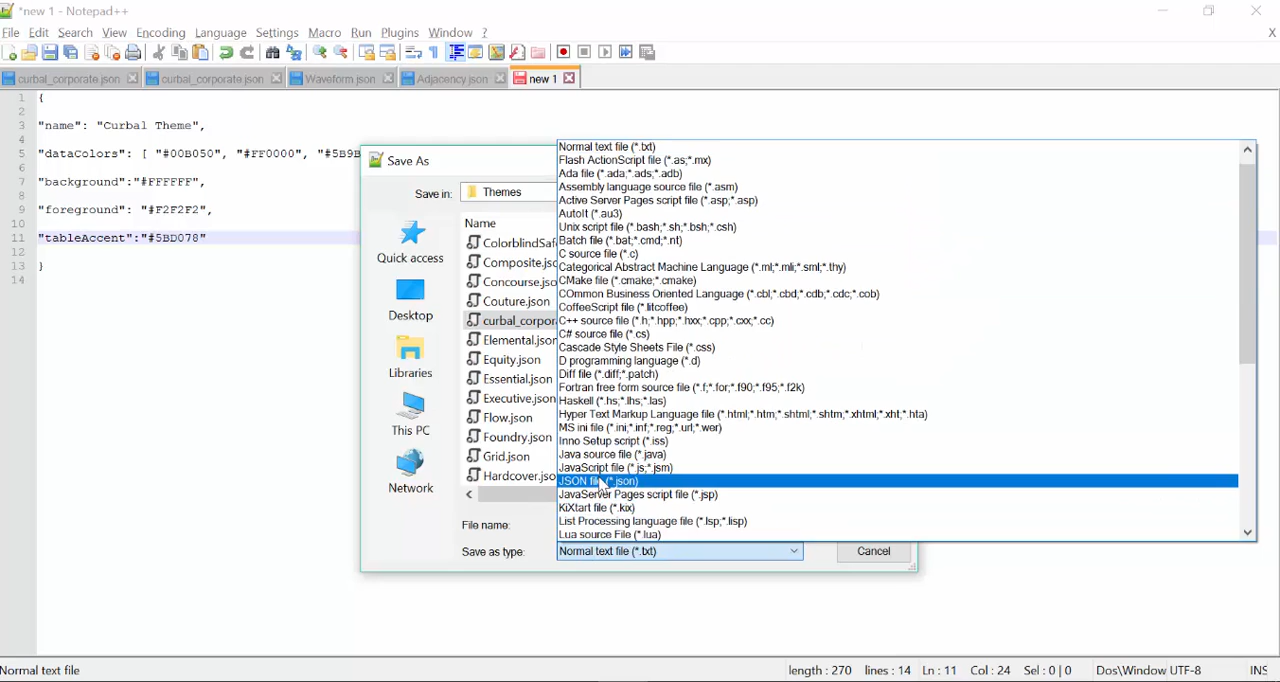 *new 1 - Notepad++
File Edit Search View Encoding Language Settings Macro Run Plugins Window ?
X
curbal_corporate.json curbal_corporate.json Waveform.json Adjacency.json new 1
1 {
2
3 "name": "Curbal Theme",
4
5 "dataColors": [ "#00B050", "#FF0000", "#5B9B
6
7 "background":"#FFFFFF",
8
9 "foreground": "#F2F2F2",
10
11 "tableAccent":"#5BD078"
12
13 }
14
Save As
Save in: Themes
Quick access
Desktop
Libraries
This PC
Network
Name
ColorblindSaf
Composite.jso
Concourse.jso
Couture.json
curbal_corpor
Elemental.json
Equity.json
Essential.json
Executive.json
Flow.json
Foundry.json
Grid.json
Hardcover.jso
File name:
Save as type: Normal text file (*.txt)
Cancel
Normal text file (*.txt)
Flash ActionScript file (*.as;*.mx)
Ada file (*.ada;*.ads;*.adb)
Assembly language source file (*.asm)
Active Server Pages script file (*.asp;*.asp)
AutoIt (*.au3)
Unix script file (*.bash;*.sh;*.bsh;*.csh)
Batch file (*.bat;*.cmd;*.nt)
C source file (*.c)
Categorical Abstract Machine Language (*.ml;*.mli;*.sml;*.thy)
CMake file (*.cmake;*.cmake)
COmmon Business Oriented Language (*.cbl;*.cbd;*.cdb;*.cdc;*.cob)
CoffeeScript file (*.litcoffee)
C++ source file (*.h;*.hpp;*.hxx;*.cpp;*.cxx;*.cc)
C# source file (*.cs)
Cascade Style Sheets File (*.css)
D programming language (*.d)
Diff file (*.diff;*.patch)
Fortran free form source file (*.f;*.for;*.f90;*.f95;*.f2k)
Haskell (*.hs;*.lhs;*.las)
Hyper Text Markup Language file (*.html;*.htm;*.shtml;*.shtm;*.xhtml;*.xht;*.hta)
MS ini file (*.ini;*.inf;*.reg;*.url;*.wer)
Inno Setup script (*.iss)
Java source file (*.java)
JavaScript file (*.js;*.jsm)
JSON file (*.json)
JavaServer Pages script file (*.jsp)
KiXtart file (*.kix)
List Processing language file (*.lsp;*.lisp)
Lua source File (*.lua)
Normal text file length : 270 lines : 14 Ln : 11 Col : 24 Sel : 0 | 0 Dos\Window UTF-8 INS